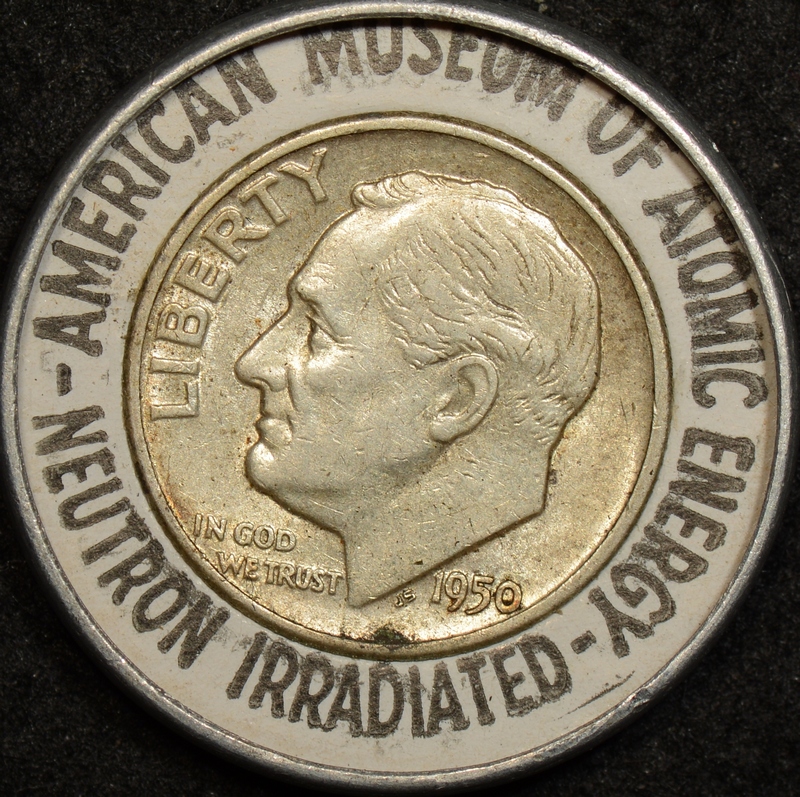 -AMERICAN MUSEUM OF ATOMIC ENERGY-
NEUTRON IRRADIATED
LIBERTY
IN GOD
WE TRUST
JS 1950